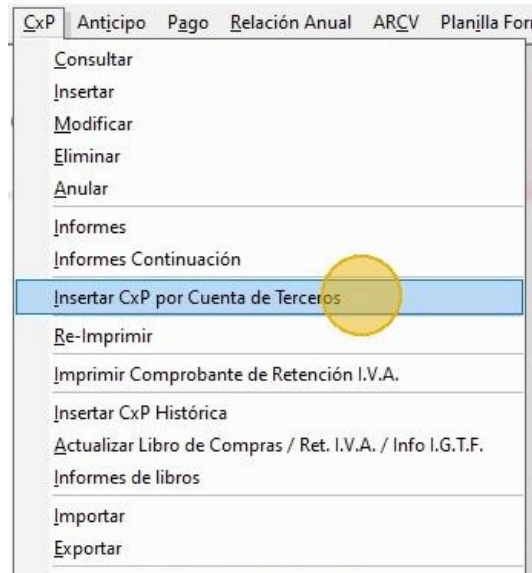 CxP Anticipo Pago Relación Anual ARCV Planilla For
Consultar
Insertar
Modificar
Eliminar
Anular
Informes
Informes Continuación
Insertar CxP por Cuenta de Terceros
Re-Imprimir
Imprimir Comprobante de Retención I.V.A.
Insertar CxP Histórica
Actualizar Libro de Compras / Ret. I.V.A. / Info I.G.T.F.
Informes de libros
Importar
Exportar